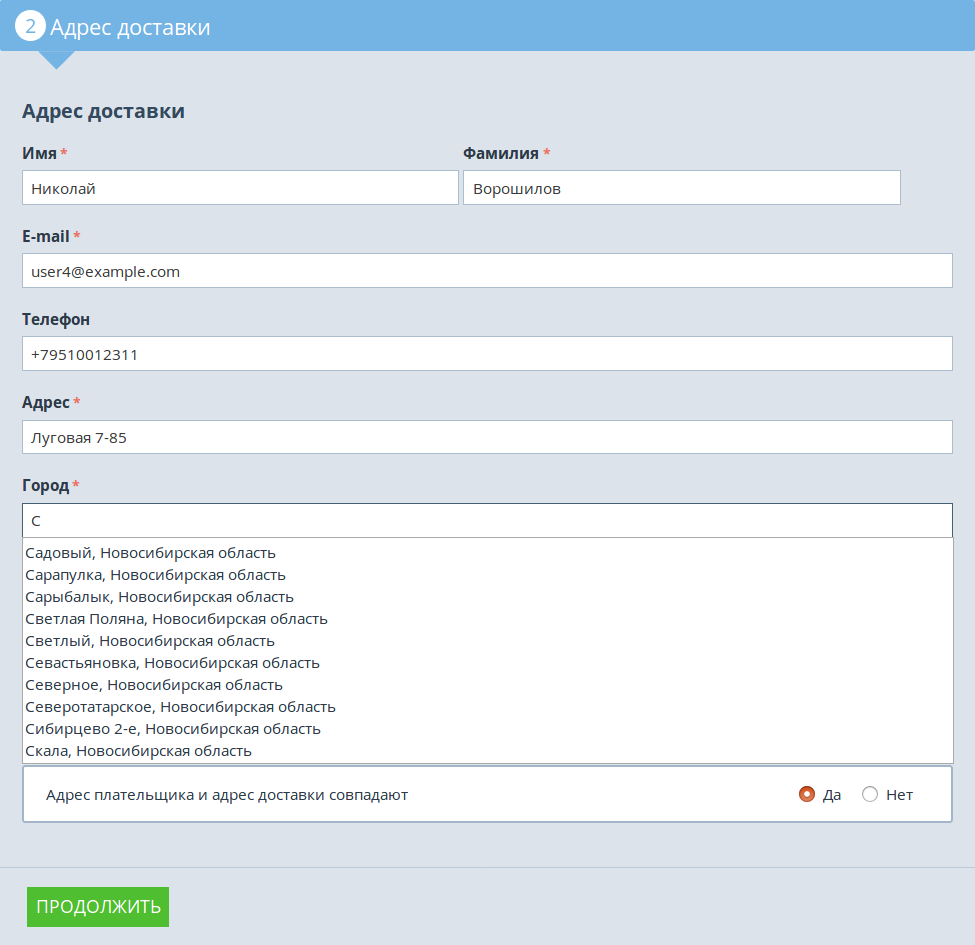 2 Адрес доставки
Адрес доставки
Имя * Фамилия *
Николай Ворошилов
E-mail *
user4@example.com
Телефон
+79510012311
Адрес *
Луговая 7-85
Город *
С
Садовый, Новосибирская область
Сарапулка, Новосибирская область
Сарыбалык, Новосибирская область
Светлая Поляна, Новосибирская область
Светлый, Новосибирская область
Севастьяновка, Новосибирская область
Северное, Новосибирская область
Северотатарское, Новосибирская область
Сибирцево 2-е, Новосибирская область
Скала, Новосибирская область
Адрес плательщика и адрес доставки совпадают Да Нет
ПРОДОЛЖИТЬ